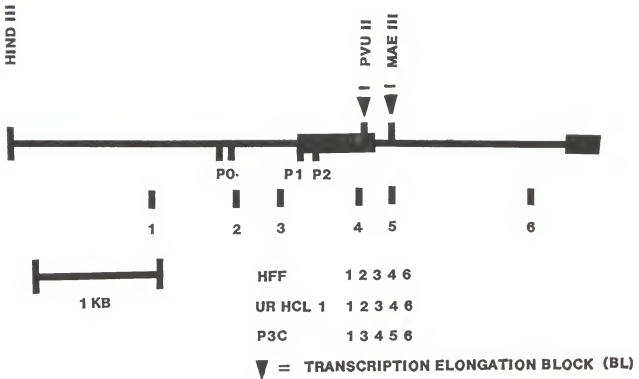 HIND III
PVU II
MAE III
P0.
P1 P2
1 2 3 4 5 6
1 KB
HFF 1 2 3 4 6
UR HCL 1 1 2 3 4 6
P3C 1 3 4 5 6
= TRANSCRIPTION ELONGATION BLOCK (BL)